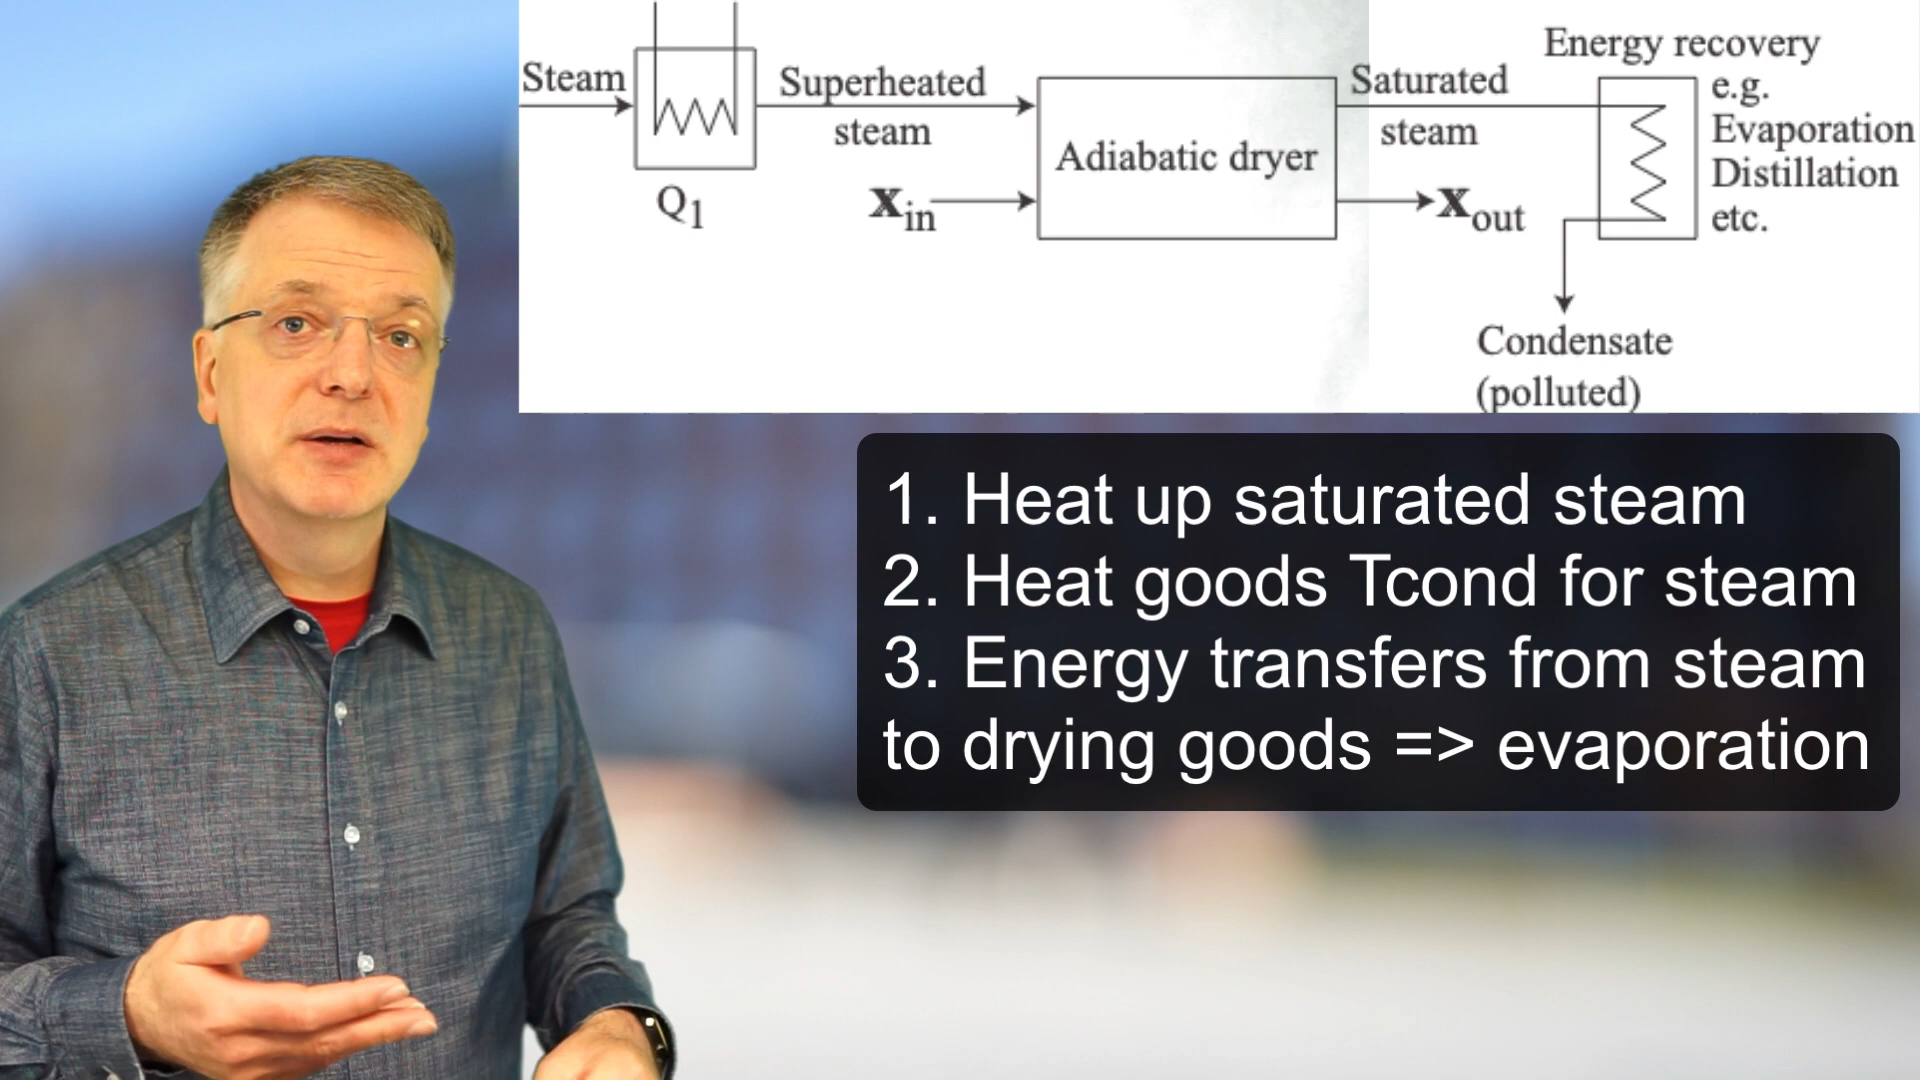 Energy recovery
Steam
Superheated
steam
Saturated
steam
e.g.
Evaporation
Distillation
etc.
Adiabatic dryer
Q1
Xin
Xout
Condensate
(polluted)
1. Heat up saturated steam
2. Heat goods Tcond for steam
3. Energy transfers from steam
to drying goods => evaporation